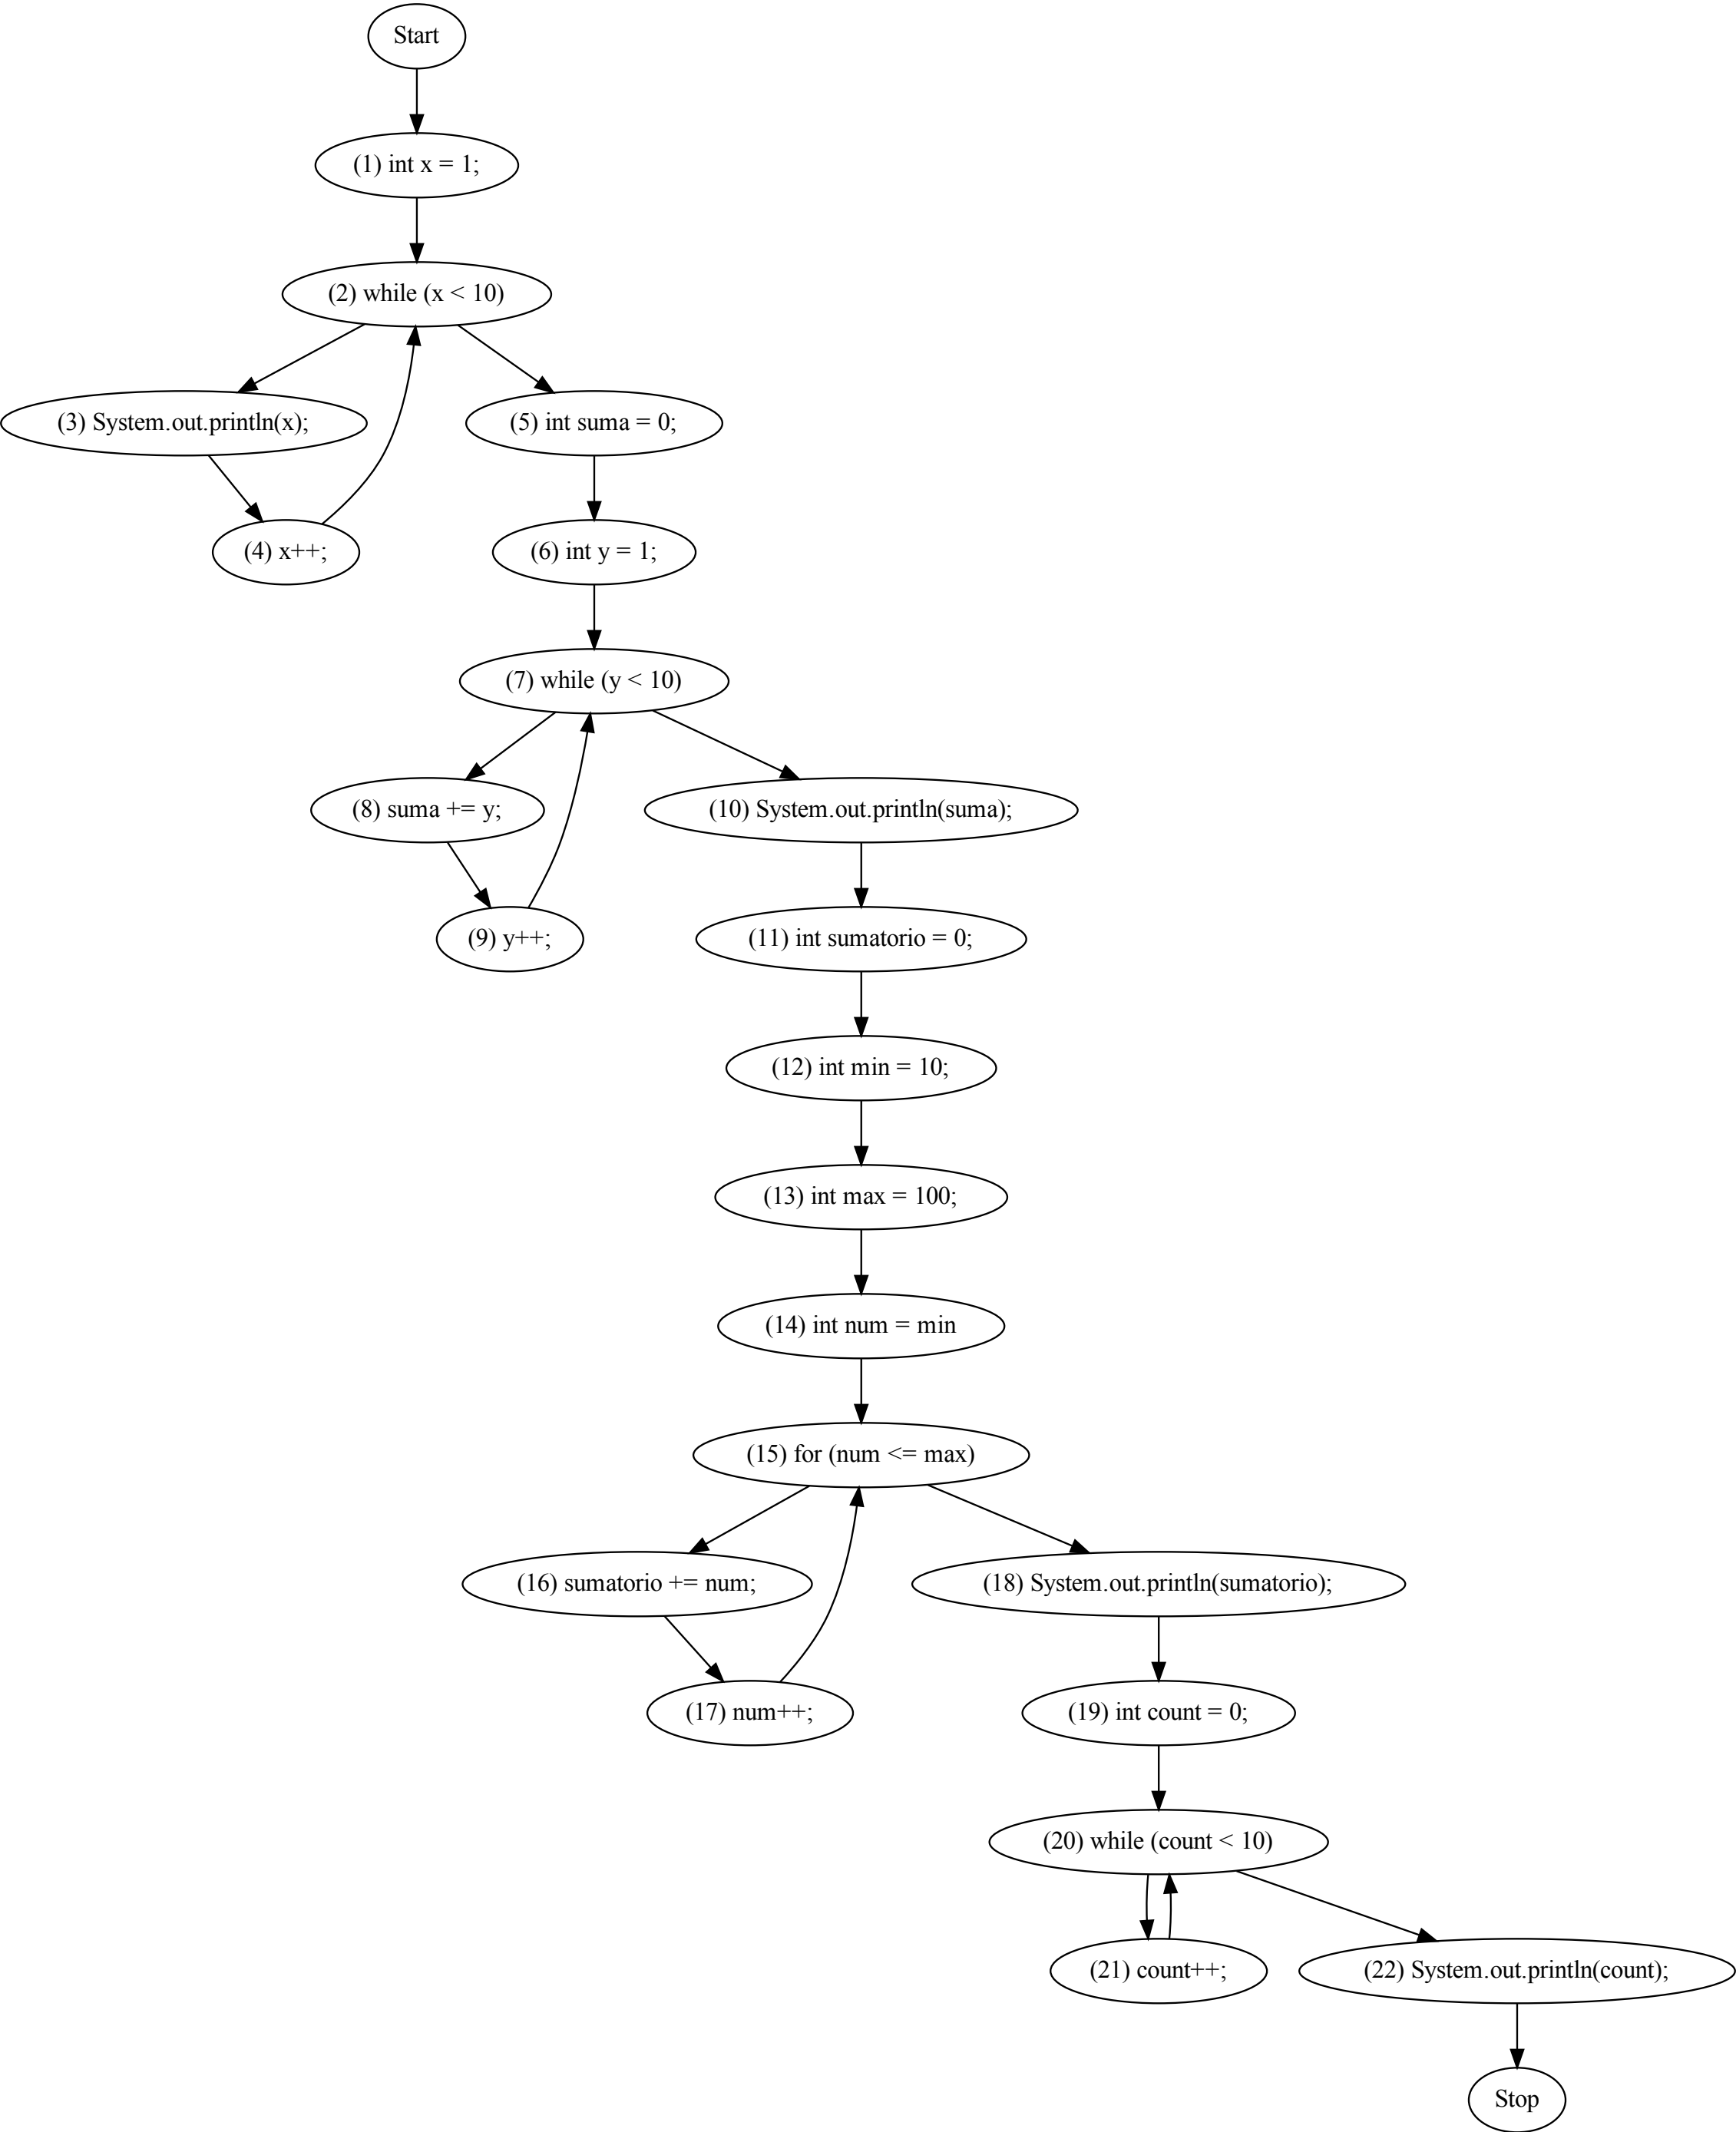 Start
(1) int x = 1;
(2) while (x < 10)
(3) System.out.println(x);
(5) int suma = 0;
(4) x++;
(6) int y = 1;
(7) while (y < 10)
(8) suma += y;
(10) System.out.println(suma);
(9) y++;
(11) int sumatorio = 0;
(12) int min = 10;
(13) int max = 100;
(14) int num = min
(15) for (num <= max)
(16) sumatorio += num;
(18) System.out.println(sumatorio);
(17) num++;
(19) int count = 0;
(20) while (count < 10)
(21) count++;
(22) System.out.println(count);
Stop